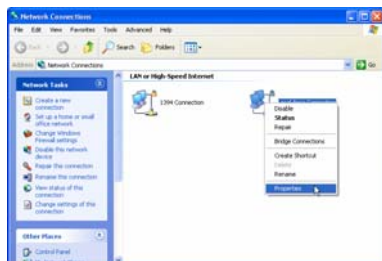 Network Connections
File Edit View Favorites Tools Advanced Help
Back Search Folders
Address Network Connections Go
Network Tasks
Create a new connection
Set up a home or small office network
Change Windows Firewall settings
Disable this network device
Repair this connection
Rename this connection
View status of this connection
Change settings of this connection
Other Places
Control Panel
LAN or High-Speed Internet
1394 Connection
Disable
Status
Repair
Bridge Connections
Create Shortcut
Delete
Rename
Properties